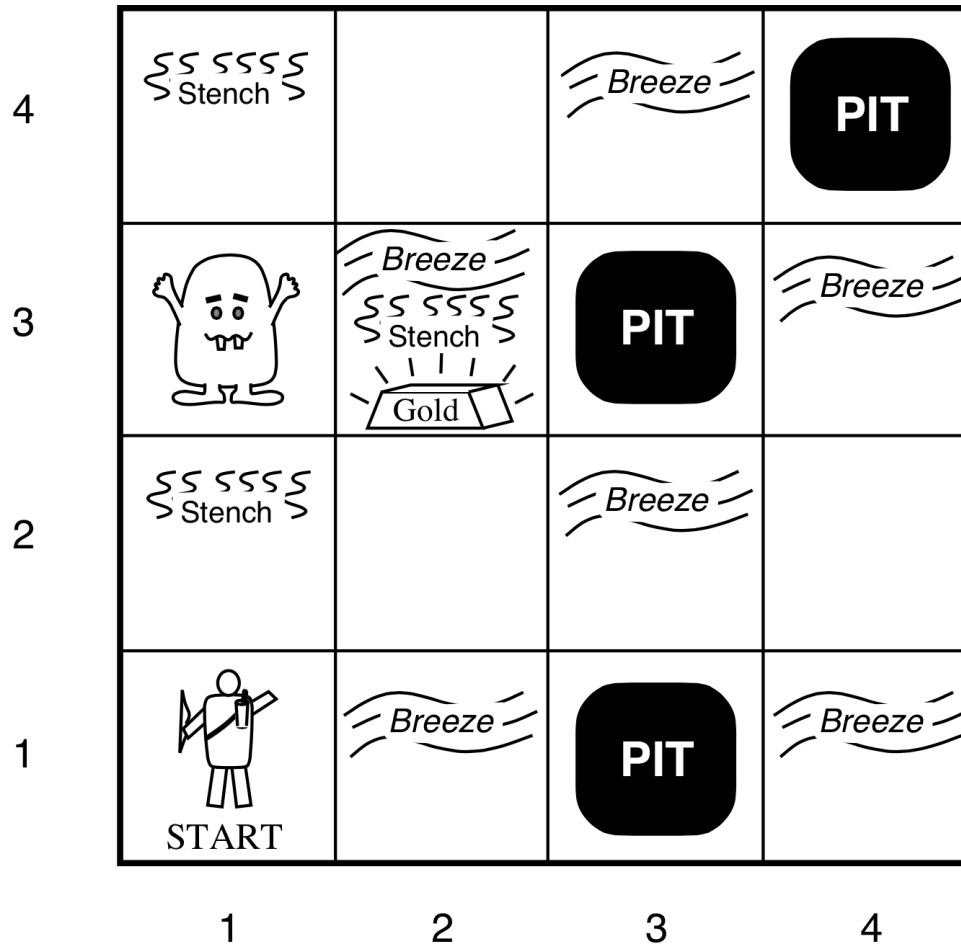 4
Stench
Breeze
PIT
3
Breeze
Stench
Gold
PIT
Breeze
2
Stench
Breeze
1
START
Breeze
PIT
Breeze
1 2 3 4